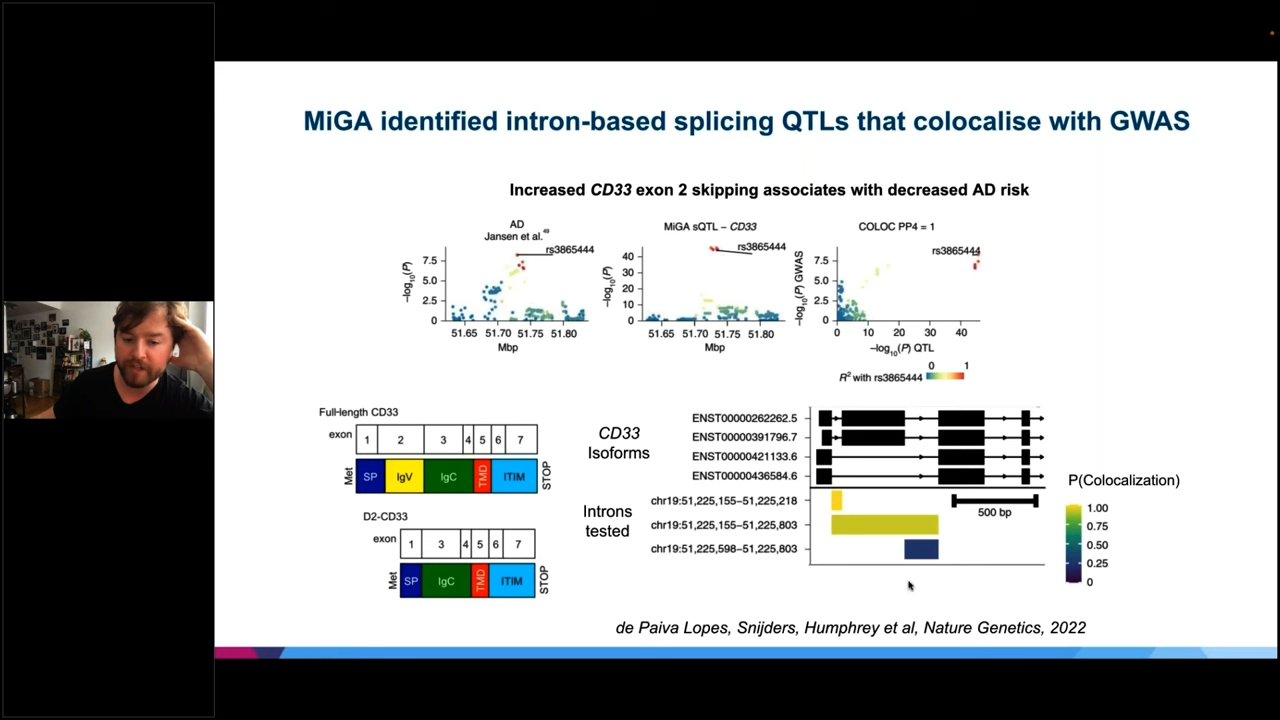 MiGA identified intron-based splicing QTLs that colocalise with GWAS
Increased CD33 exon 2 skipping associates with decreased AD risk
AD
Jansen et al.49
rs3865444
–log10(P)
7.5
5.0
2.5
0
51.65 51.70 51.75 51.80
Mbp
MiGA sQTL – CD33
rs3865444
–log10(P)
40
30
20
10
0
51.65 51.70 51.75 51.80
Mbp
COLOC PP4 = 1
rs3865444
–log10(P) GWAS
7.5
5.0
2.5
0
0 10 20 30 40
–log10(P) QTL
0 1
R2 with rs3865444
Full-length CD33
exon 1 2 3 4 5 6 7
Met SP IgV IgC TMD ITIM STOP
D2-CD33
exon 1 3 4 5 6 7
Met SP IgC TMD ITIM STOP
CD33
Isoforms
ENST00000262262.5
ENST00000391796.7
ENST00000421133.6
ENST00000436584.6
Introns
tested
chr19:51,225,155–51,225,218
chr19:51,225,155–51,225,803
chr19:51,225,598–51,225,803
500 bp
P(Colocalization)
1.00
0.75
0.50
0.25
0
de Paiva Lopes, Snijders, Humphrey et al, Nature Genetics, 2022